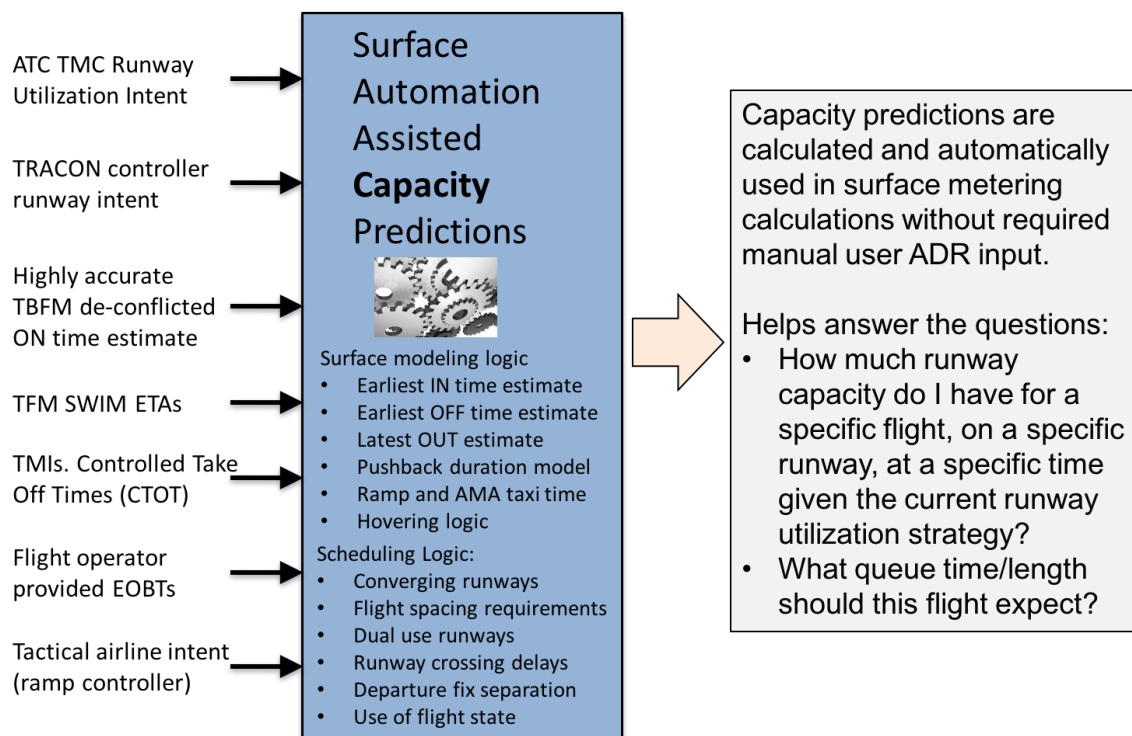 ATC TMC Runway
Utilization Intent
TRACON controller
runway intent
Highly accurate
TBFM de-conflicted
ON time estimate
TFM SWIM ETAs
TMIs. Controlled Take
Off Times (CTOT)
Flight operator
provided EOBTs
Tactical airline intent
(ramp controller)
Surface
Automation
Assisted
Capacity
Predictions
Surface modeling logic
• Earliest IN time estimate
• Earliest OFF time estimate
• Latest OUT estimate
• Pushback duration model
• Ramp and AMA taxi time
• Hovering logic
Scheduling Logic:
• Converging runways
• Flight spacing requirements
• Dual use runways
• Runway crossing delays
• Departure fix separation
• Use of flight state
Capacity predictions are
calculated and automatically
used in surface metering
calculations without required
manual user ADR input.
Helps answer the questions:
• How much runway
capacity do I have for a
specific flight, on a specific
runway, at a specific time
given the current runway
utilization strategy?
• What queue time/length
should this flight expect?